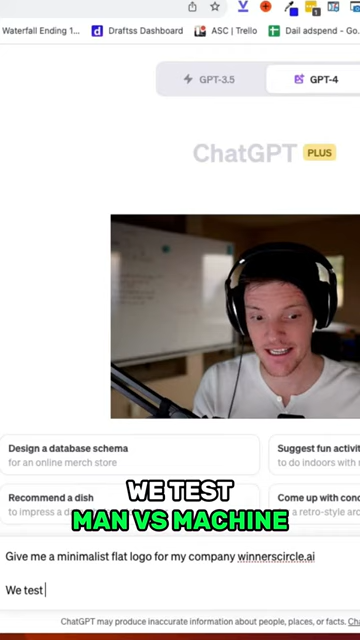 Waterfall Ending 1...
Draftss Dashboard
ASC | Trello
Dail adspend - Go..
GPT-3.5
GPT-4
ChatGPT PLUS
Design a database schema
for an online merch store
Suggest fun activit
to do indoors with
Recommend a dish
to impress a d
Come up with conc
r a retro-style arc
WE TEST
MAN VS MACHINE
Give me a minimalist flat logo for my company winnerscircle.ai
We test
ChatGPT may produce inaccurate information about people, places, or facts.